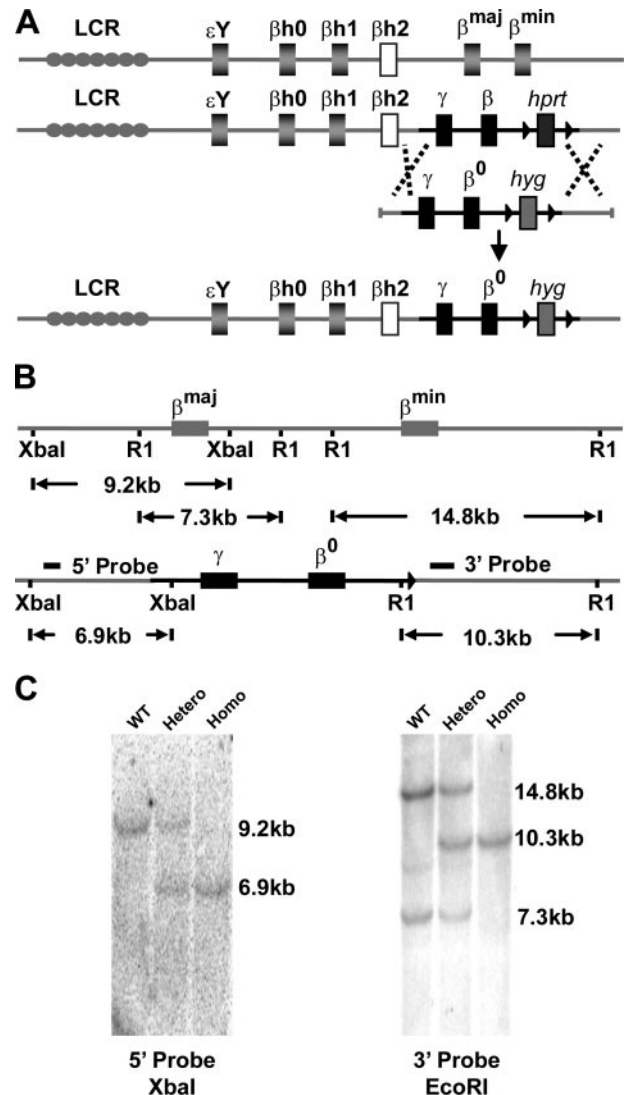 A
LCR εY βh0 βh1 βh2 βmaj βmin
LCR εY βh0 βh1 βh2 γ β hprt
γ β0 hyg
LCR εY βh0 βh1 βh2 γ β0 hyg
B
βmaj βmin
XbaI R1 XbaI R1 R1 R1
9.2kb
7.3kb 14.8kb
5' Probe γ β0 3' Probe
XbaI XbaI R1 R1
6.9kb 10.3kb
C
WT Hetero Homo WT Hetero Homo
14.8kb
9.2kb 10.3kb
6.9kb
7.3kb
5' Probe 3' Probe
XbaI EcoRI